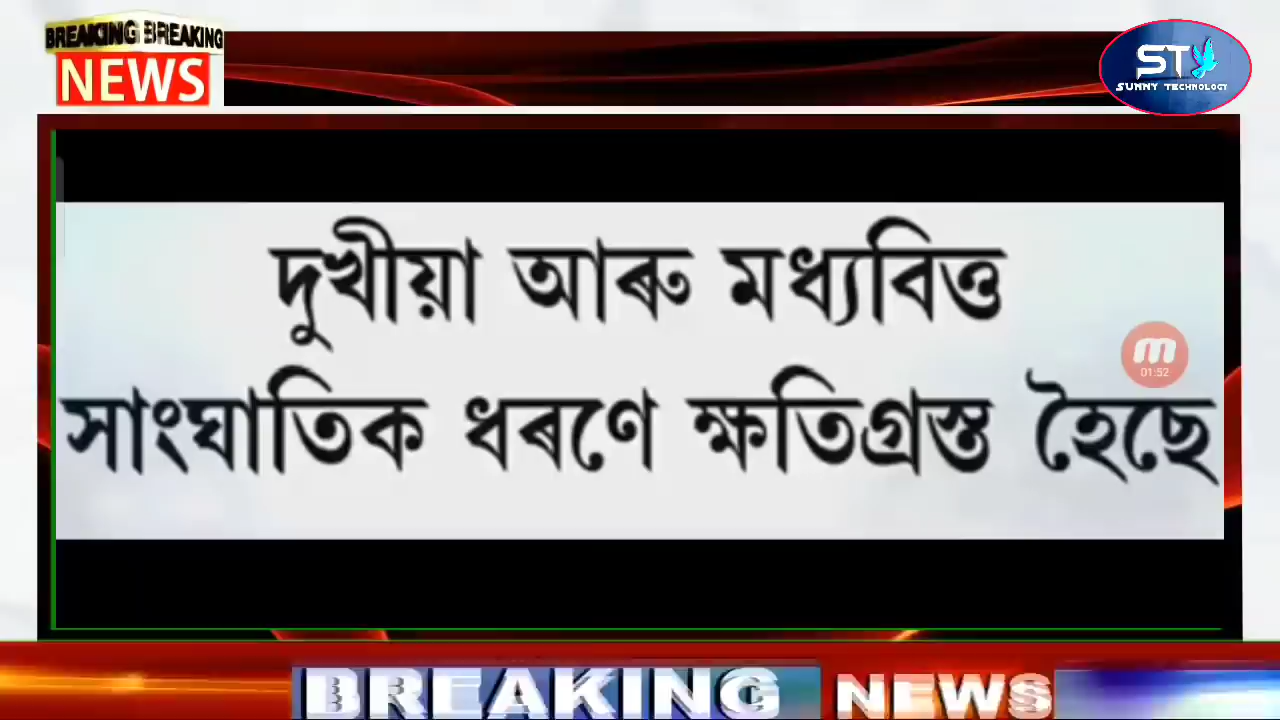 BREAKING BREAKING
NEWS
ST
SUNNY TECHNOLOGY
দুখীয়া আৰু মধ্যবিত্ত
01:52
সাংঘাতিক ধৰণে ক্ষতিগ্ৰস্ত হৈছে
BREAKING NEWS